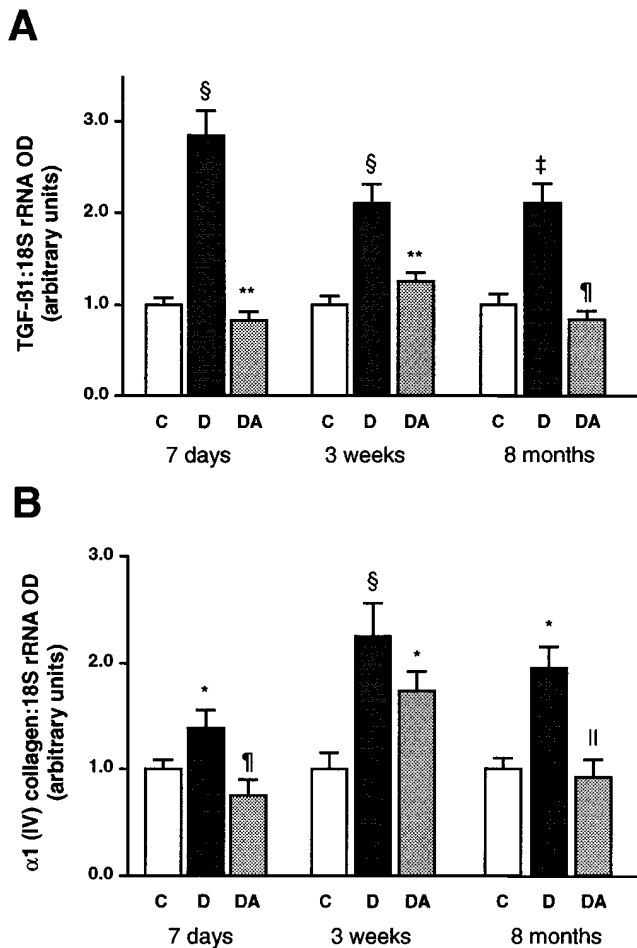 A
TGF-ß1:18S rRNA OD
(arbitrary units)
3.0
2.0
1.0
0.0
§
**
§
**
‡
¶
C D DA C D DA C D DA
7 days 3 weeks 8 months
B
α1 (IV) collagen:18S rRNA OD
(arbitrary units)
3.0
2.0
1.0
0.0
*
¶
§
*
*
||
C D DA C D DA C D DA
7 days 3 weeks 8 months